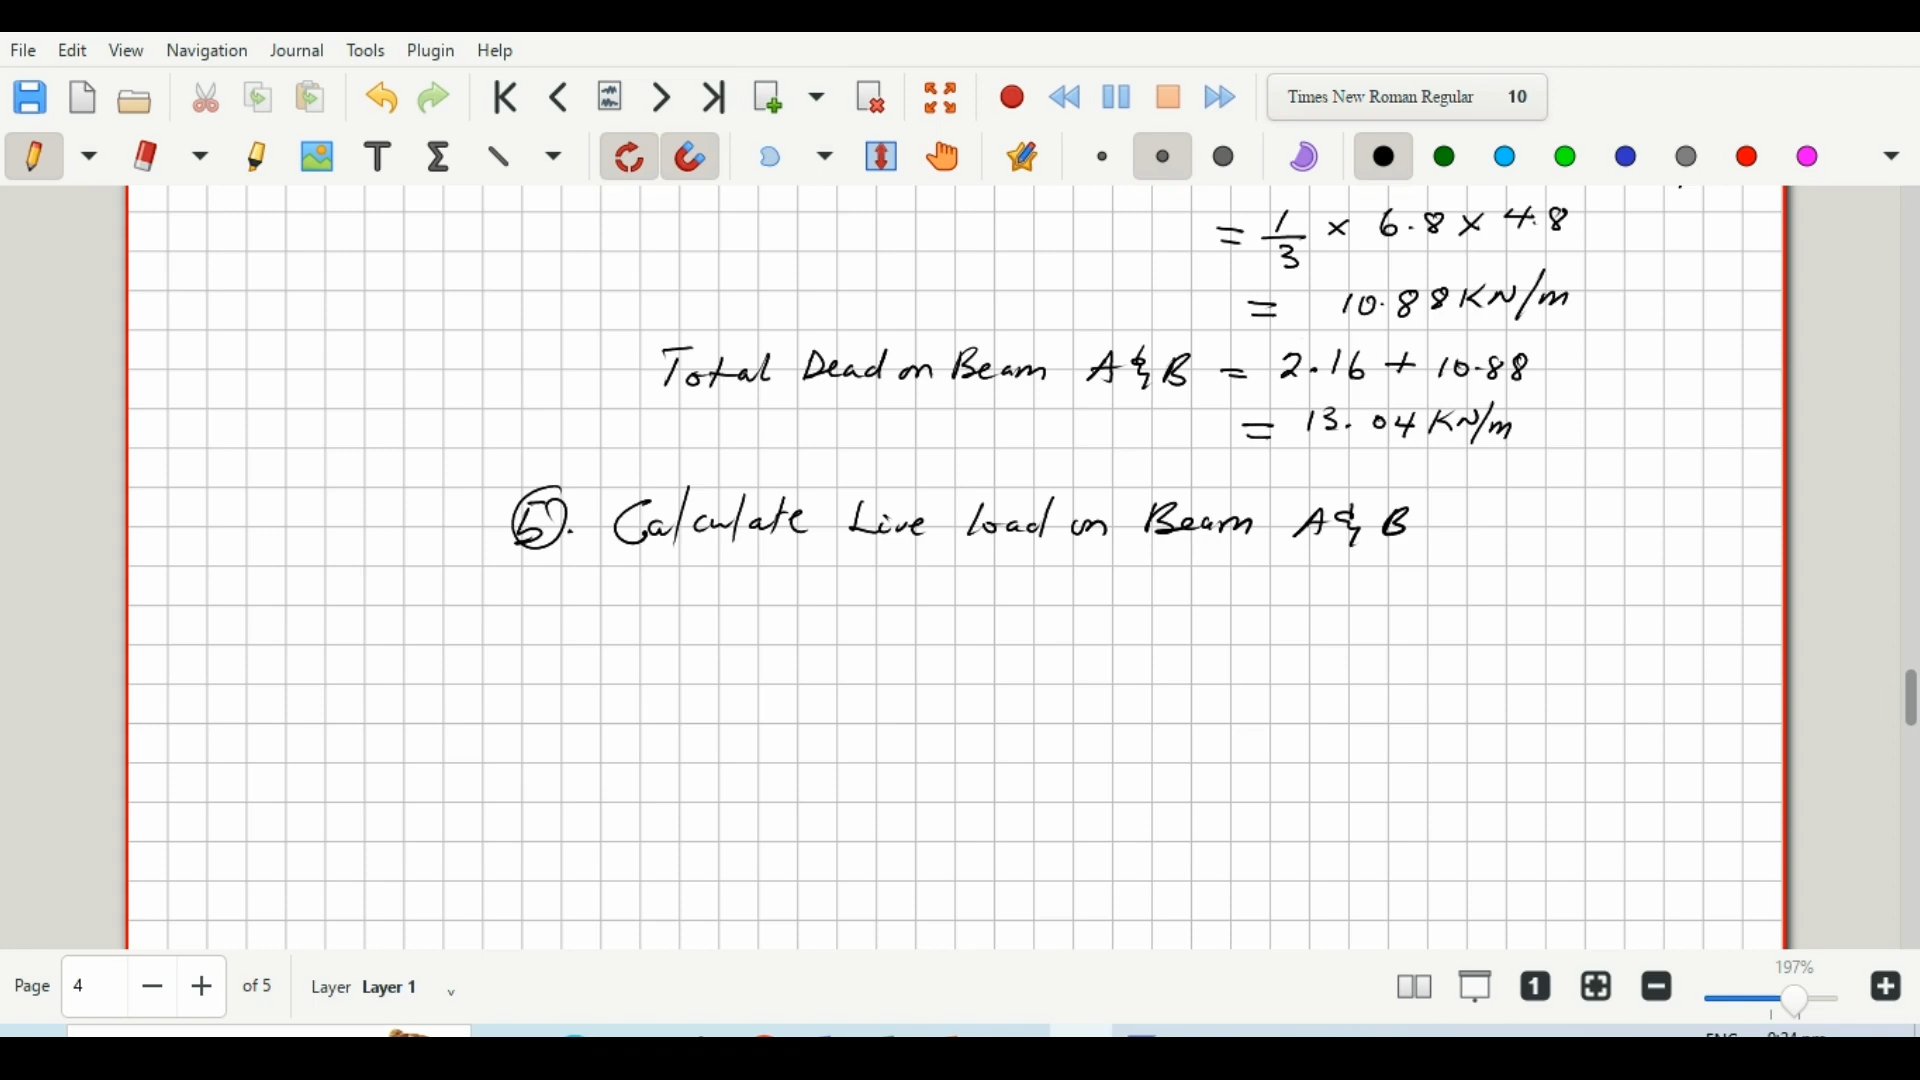 File Edit View Navigation Journal Tools Plugin Help
Times New Roman Regular 10
= 1/3 × 6.8 × 4.8
= 10.88 KN/m
Total Dead on Beam A & B = 2.16 + 10.88
= 13.04 KN/m
5. Calculate Live load on Beam A & B
197%
Page 4 of 5 Layer Layer 1